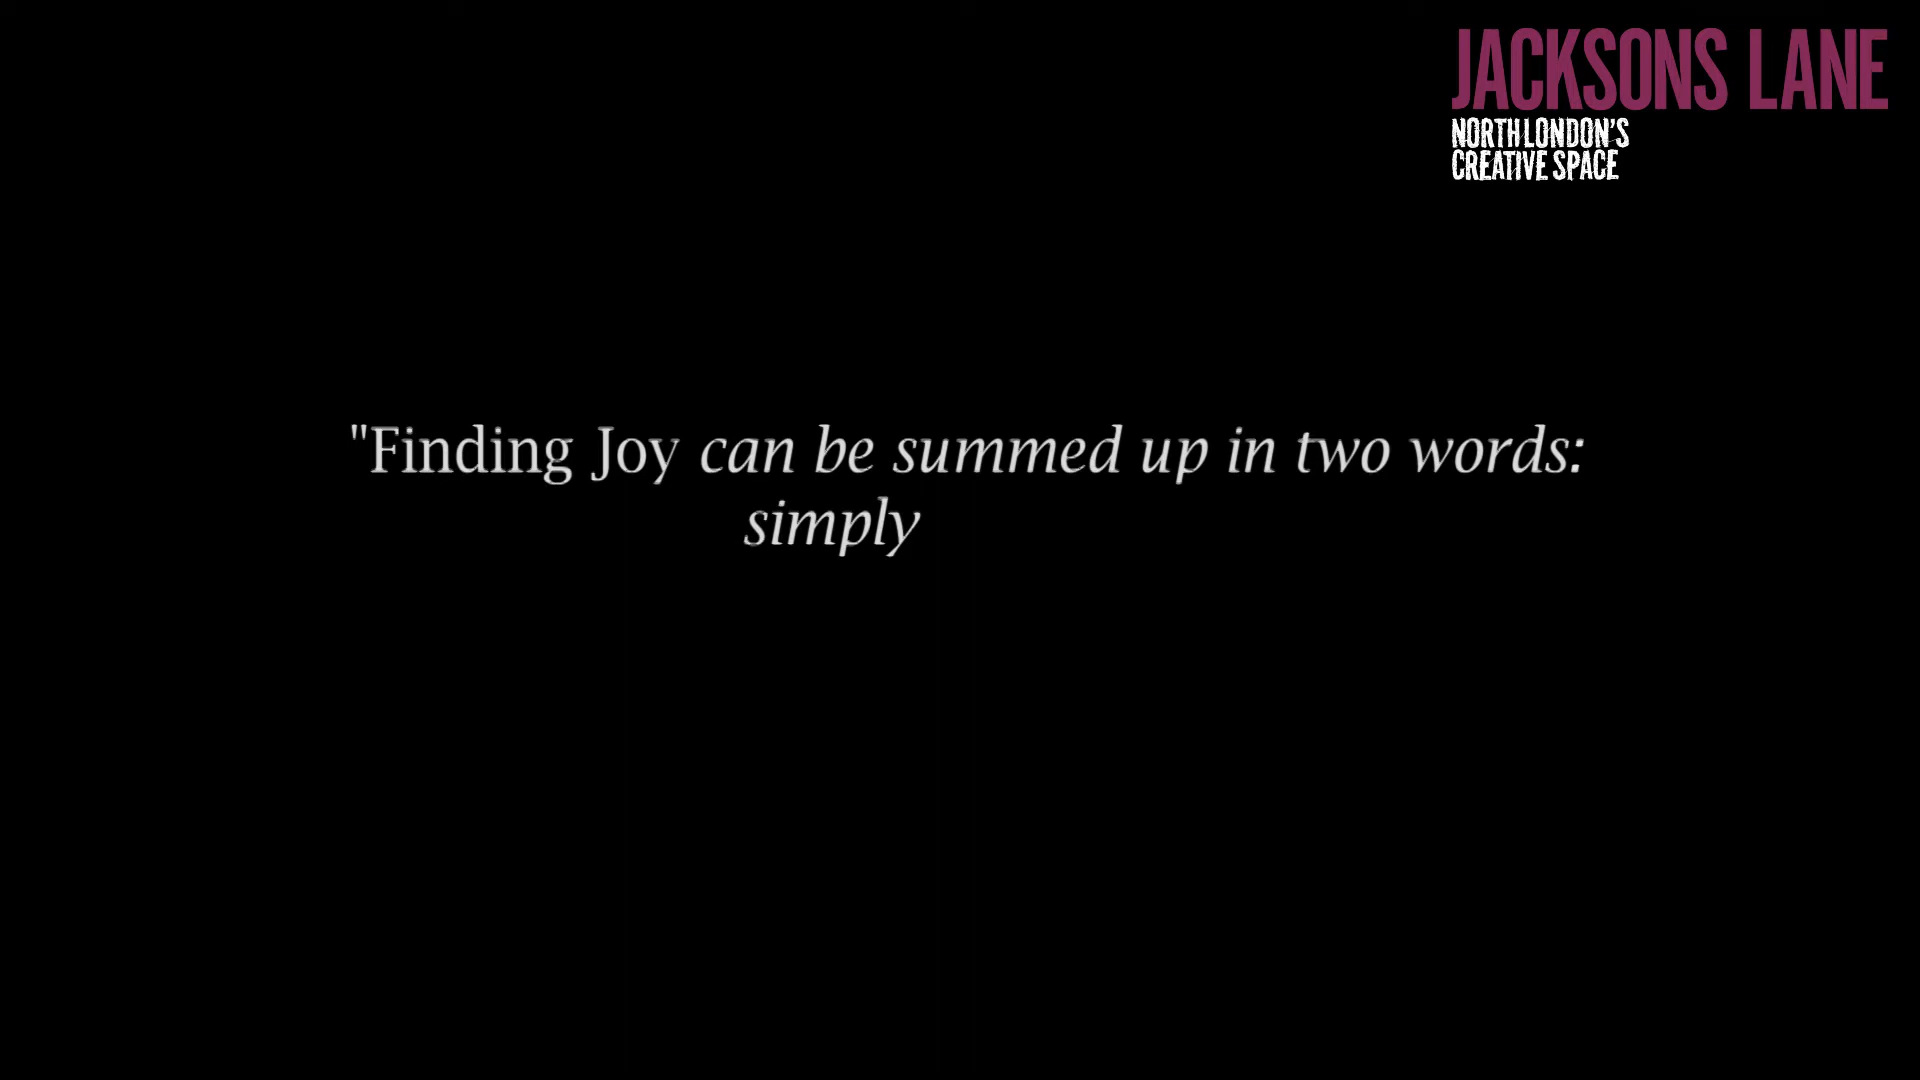 JACKSONS LANE
NORTH LONDON'S
CREATIVE SPACE
"Finding Joy can be summed up in two words:
simply